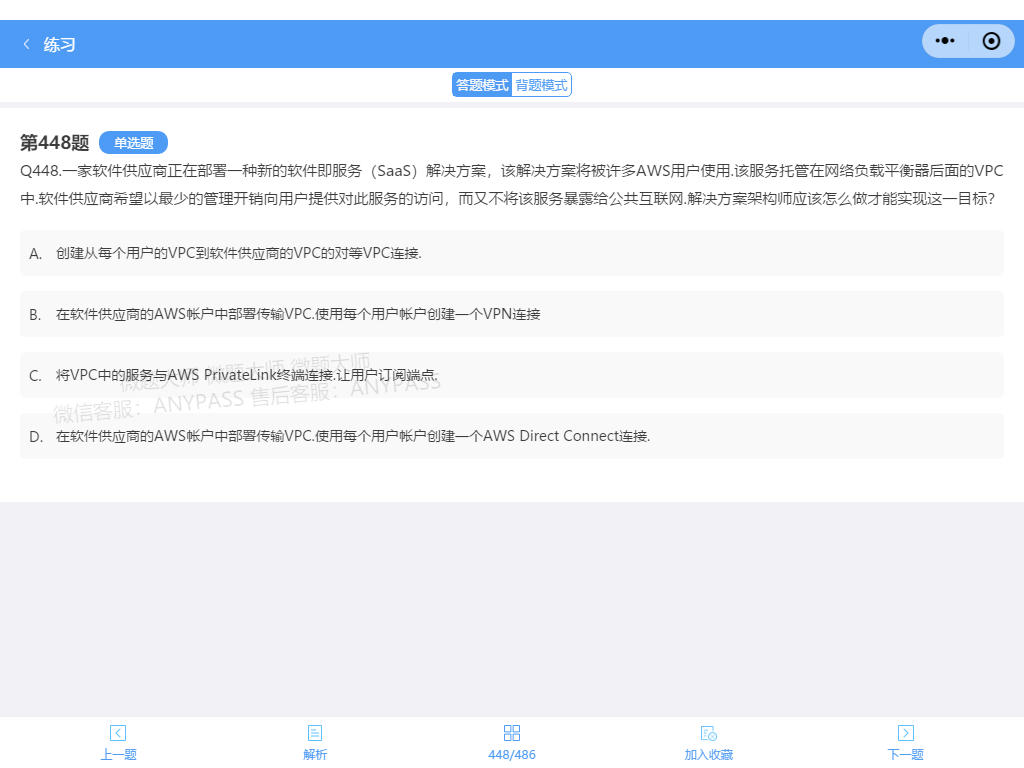 练习
答题模式 背题模式
第448题 单选题
Q448.一家软件供应商正在部署一种新的软件即服务（SaaS）解决方案，该解决方案将被许多AWS用户使用.该服务托管在网络负载平衡器后面的VPC
中.软件供应商希望以最少的管理开销向用户提供对此服务的访问，而又不将该服务暴露给公共互联网.解决方案架构师应该怎么做才能实现这一目标？
A. 创建从每个用户的VPC到软件供应商的VPC的对等VPC连接.
B. 在软件供应商的AWS帐户中部署传输VPC.使用每个用户帐户创建一个VPN连接
微题大师 微题大师 微题大师
C. 将VPC中的服务与AWS PrivateLink终端连接.让用户订阅端点.
微信客服：ANYPASS 售后客服：ANYPASS
D. 在软件供应商的AWS帐户中部署传输VPC.使用每个用户帐户创建一个AWS Direct Connect连接.
上一题 解析 448/486 加入收藏 下一题